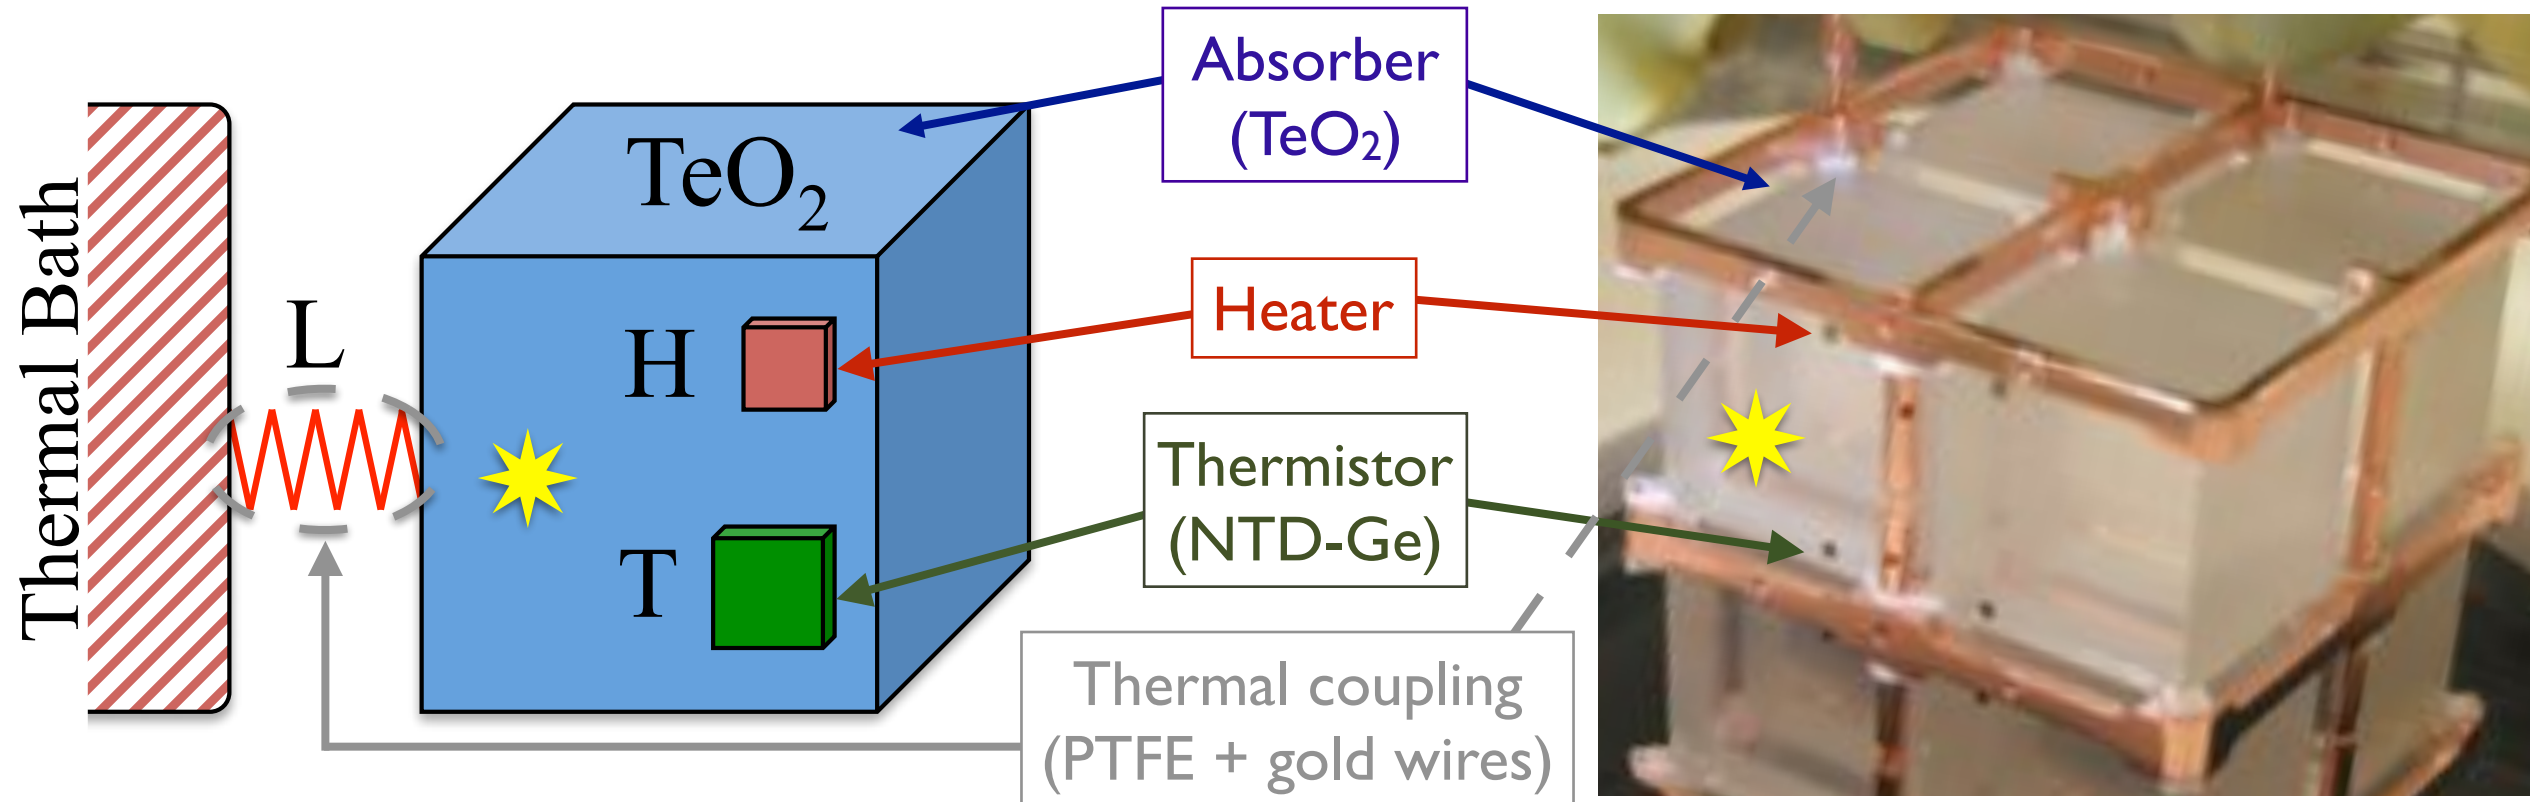 Thermal Bath
L
TeO₂
H
T
Absorber
(TeO₂)
Heater
Thermistor
(NTD-Ge)
Thermal coupling
(PTFE + gold wires)